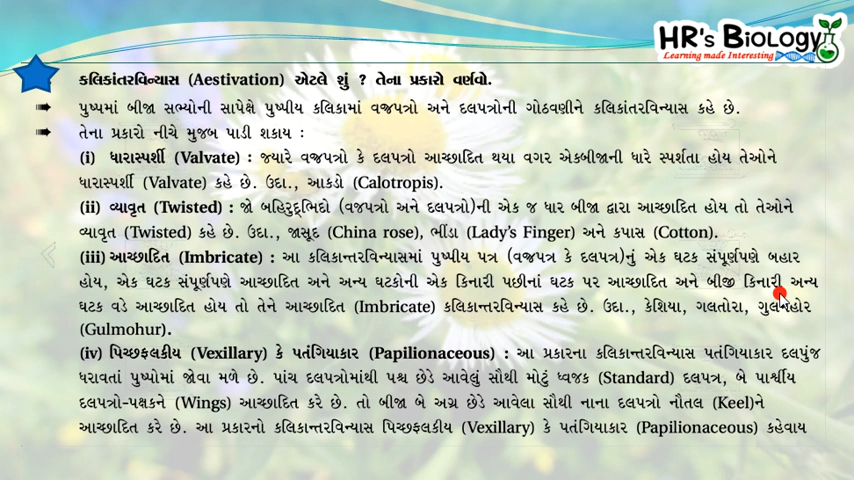 HR's Biology
Learning made Interesting
કલિકાંતરવિન્યાસ (Aestivation) એટલે શું ? તેના પ્રકારો વર્ણવો.
પુષ્પમાં બીજા સભ્યોની સાપેક્ષે પુષ્પીય કલિકામાં વજ્રપત્રો અને દલપત્રોની ગોઠવણીને કલિકાંતરવિન્યાસ કહે છે.
તેના પ્રકારો નીચે મુજબ પાડી શકાય :
(i) ધારાસ્પર્શી (Valvate) : જ્યારે વજ્રપત્રો કે દલપત્રો આચ્છાદિત થયા વગર એકબીજાની ધારે સ્પર્શતા હોય તેઓને
ધારાસ્પર્શી (Valvate) કહે છે. ઉદા., આકડો (Calotropis).
(ii) વ્યાવૃત (Twisted) : જો બહિરુદ્ભિદો (વજપત્રો અને દલપત્રો)ની એક જ ધાર બીજા દ્વારા આચ્છાદિત હોય તો તેઓને
વ્યાવૃત (Twisted) કહે છે. ઉદા., જાસૂદ (China rose), ભીંડા (Lady's Finger) અને કપાસ (Cotton).
(iii) આચ્છાદિત (Imbricate) : આ કલિકાન્તરવિન્યાસમાં પુષ્પીય પત્ર (વજ્રપત્ર કે દલપત્ર)નું એક ઘટક સંપૂર્ણપણે બહાર
હોય, એક ઘટક સંપૂર્ણપણે આચ્છાદિત અને અન્ય ઘટકોની એક કિનારી પછીનાં ઘટક પર આચ્છાદિત અને બીજી કિનારી અન્ય
ઘટક વડે આચ્છાદિત હોય તો તેને આચ્છાદિત (Imbricate) કલિકાન્તરવિન્યાસ કહે છે. ઉદા., કેશિયા, ગલતોરા, ગુલમહોર
(Gulmohur).
(iv) પિચ્છફલકીય (Vexillary) કે પતંગિયાકાર (Papilionaceous) : આ પ્રકારના કલિકાન્તરવિન્યાસ પતંગિયાકાર દલપુંજ
ધરાવતાં પુષ્પોમાં જોવા મળે છે. પાંચ દલપત્રોમાંથી પશ્ચ છેડે આવેલું સૌથી મોટું ધ્વજક (Standard) દલપત્ર, બે પાર્શ્વીય
દલપત્રો-પક્ષકને (Wings) આચ્છાદિત કરે છે. તો બીજા બે અગ્ર છેડે આવેલા સૌથી નાના દલપત્રો નૌતલ (Keel)ને
આચ્છાદિત કરે છે. આ પ્રકારનો કલિકાન્તરવિન્યાસ પિચ્છફલકીય (Vexillary) કે પતંગિયાકાર (Papilionaceous) કહેવાય